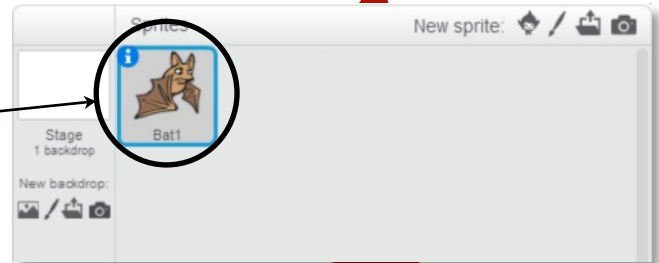 Sprites
New sprite:
i
Bat1
Stage
1 backdrop
New backdrop: